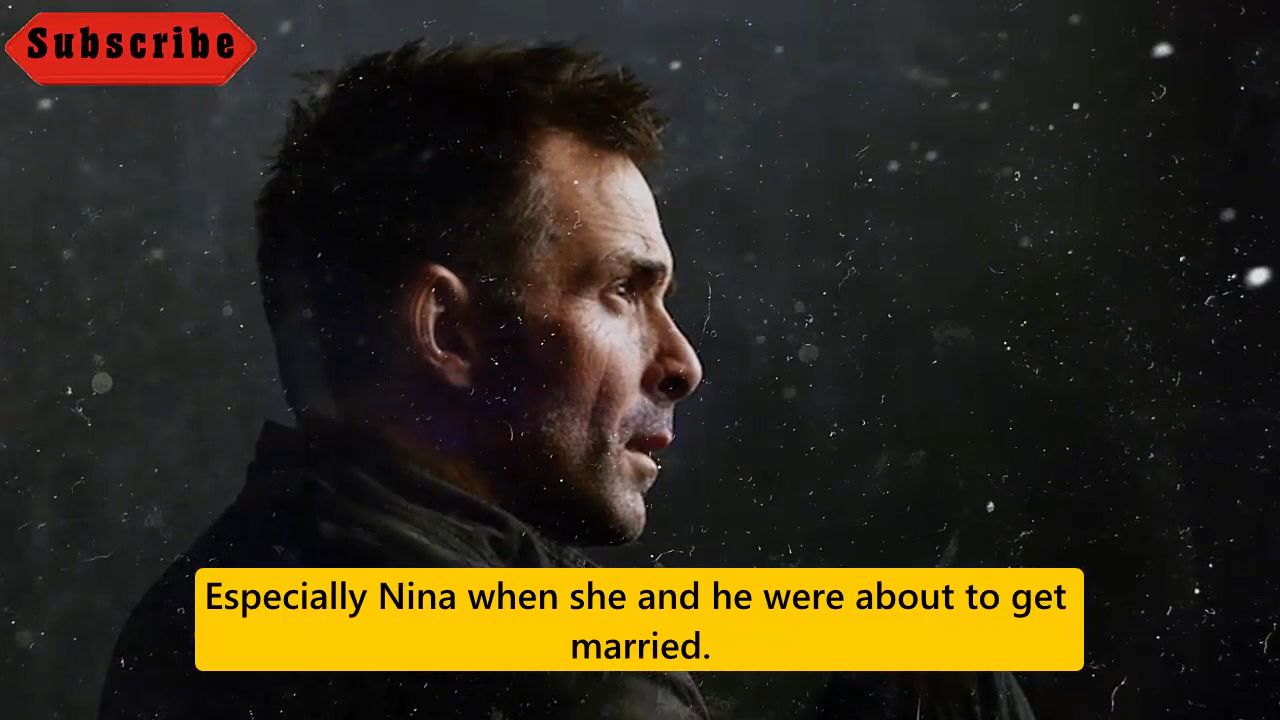 Subscribe
Especially Nina when she and he were about to get
married.